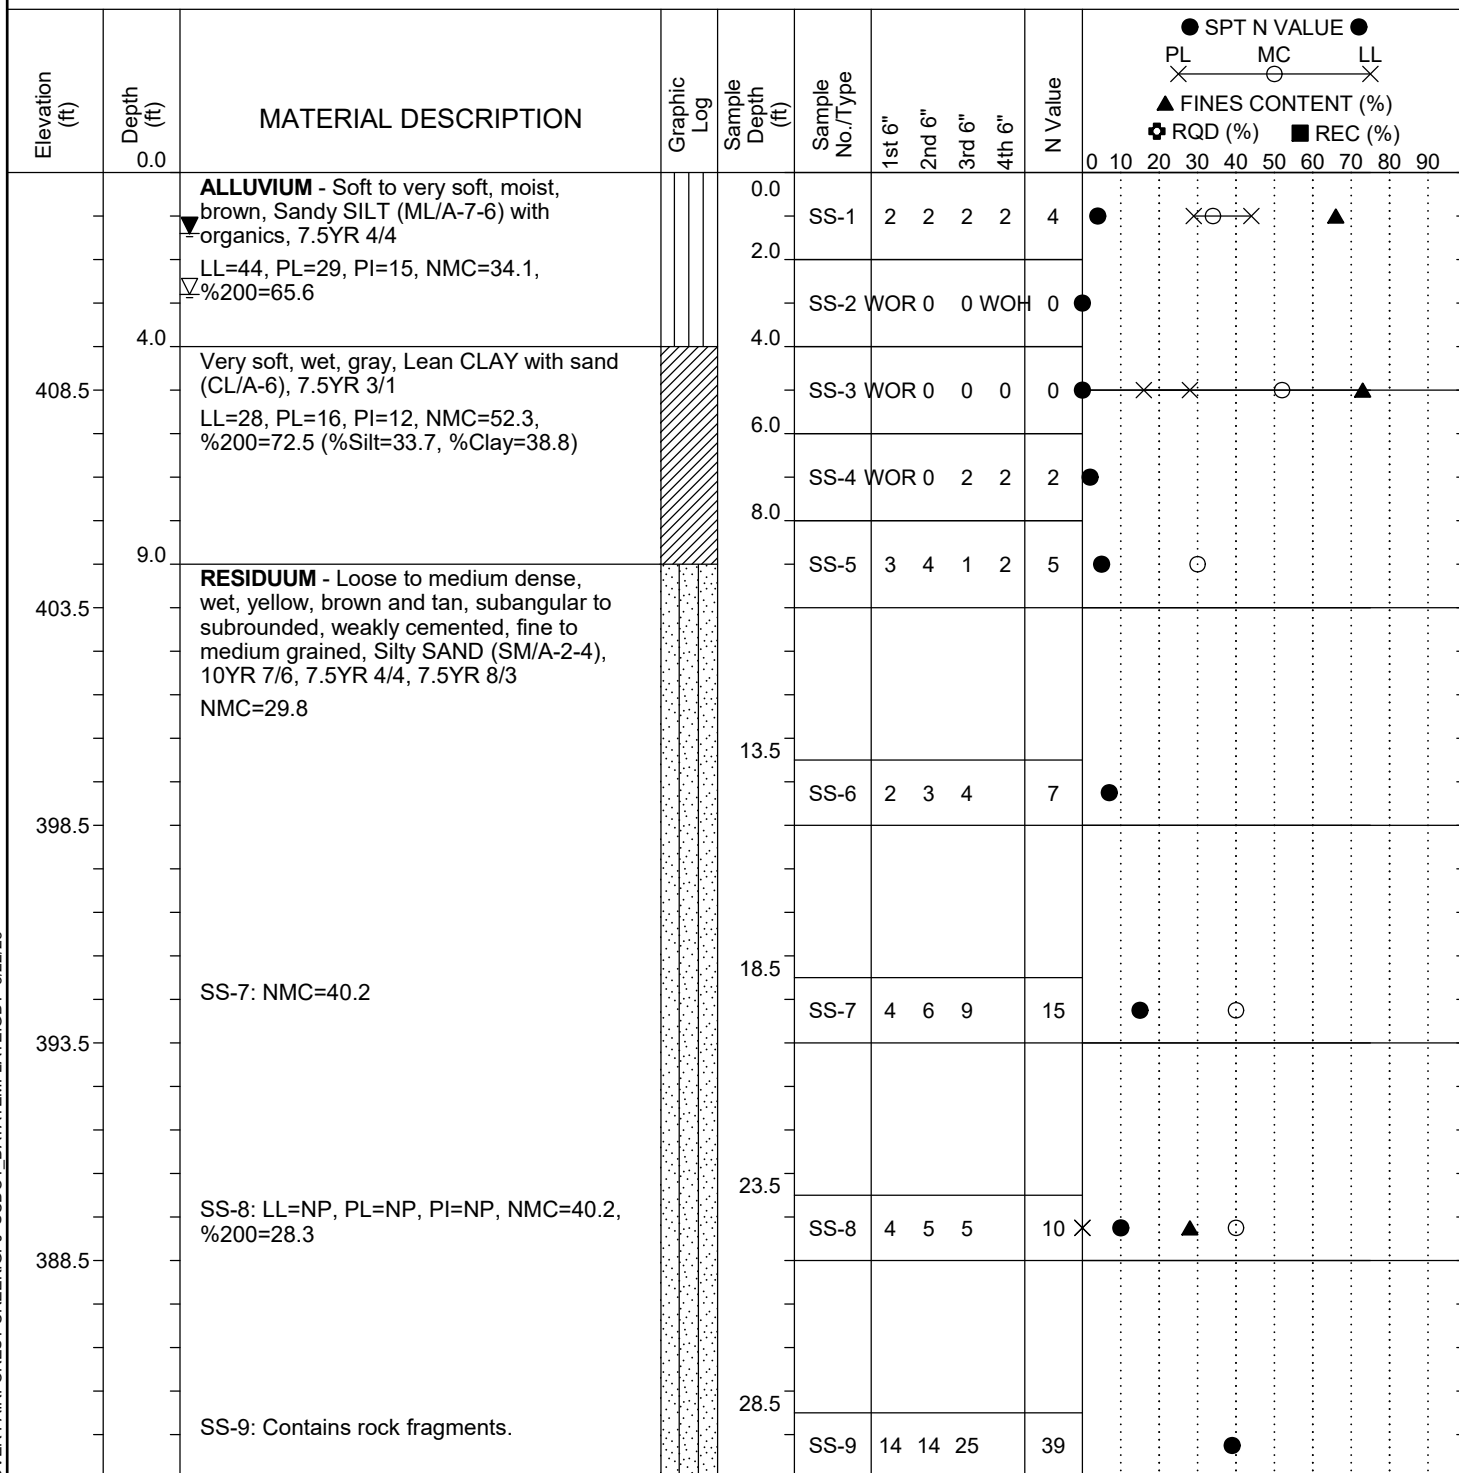 ● SPT N VALUE ●
PL MC LL
▲ FINES CONTENT (%)
RQD (%) ■ REC (%)
0 10 20 30 40 50 60 70 80 90
Elevation (ft)
Depth (ft)
0.0
MATERIAL DESCRIPTION
Graphic Log
Sample Depth (ft)
Sample No./Type
1st 6"
2nd 6"
3rd 6"
4th 6"
N Value
ALLUVIUM - Soft to very soft, moist,
brown, Sandy SILT (ML/A-7-6) with
organics, 7.5YR 4/4
LL=44, PL=29, PI=15, NMC=34.1,
%200=65.6
0.0
SS-1 2 2 2 2 4
2.0
SS-2 WOR 0 0 WOH 0
4.0
4.0
Very soft, wet, gray, Lean CLAY with sand
(CL/A-6), 7.5YR 3/1
LL=28, PL=16, PI=12, NMC=52.3,
%200=72.5 (%Silt=33.7, %Clay=38.8)
408.5
SS-3 WOR 0 0 0 0
6.0
SS-4 WOR 0 2 2 2
8.0
9.0
SS-5 3 4 1 2 5
RESIDUUM - Loose to medium dense,
wet, yellow, brown and tan, subangular to
subrounded, weakly cemented, fine to
medium grained, Silty SAND (SM/A-2-4),
10YR 7/6, 7.5YR 4/4, 7.5YR 8/3
NMC=29.8
403.5
13.5
SS-6 2 3 4 7
398.5
18.5
SS-7: NMC=40.2
SS-7 4 6 9 15
393.5
23.5
SS-8: LL=NP, PL=NP, PI=NP, NMC=40.2,
%200=28.3
SS-8 4 5 5 10
388.5
28.5
SS-9: Contains rock fragments.
SS-9 14 14 25 39